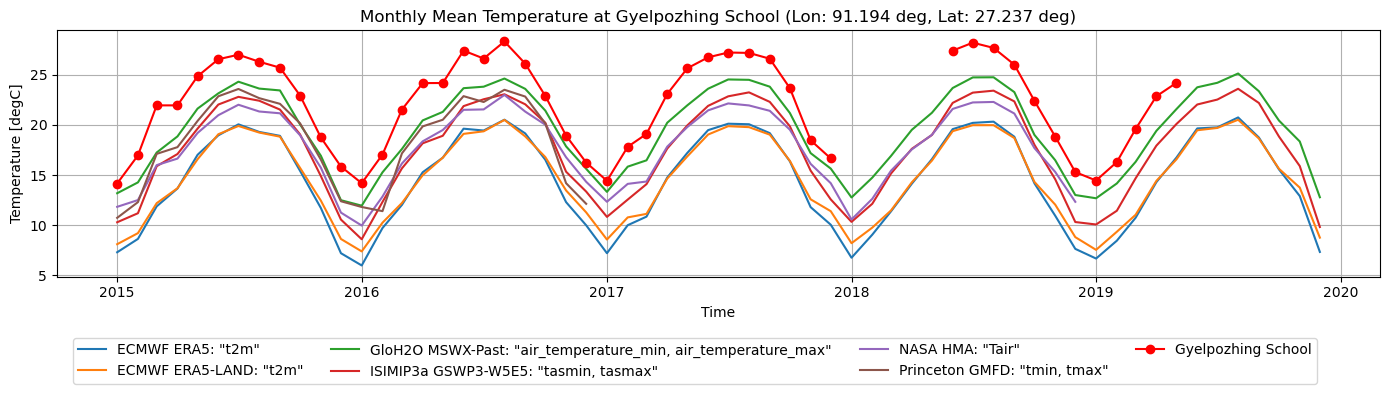 Monthly Mean Temperature at Gyelpozhing School (Lon: 91.194 deg, Lat: 27.237 deg)
Temperature [degC]
25
20
15
10
5
2015 2016 2017 2018 2019 2020
Time
ECMWF ERA5: "t2m" GloH2O MSWX-Past: "air_temperature_min, air_temperature_max" NASA HMA: "Tair" Gyelpozhing School
ECMWF ERA5-LAND: "t2m" ISIMIP3a GSWP3-W5E5: "tasmin, tasmax" Princeton GMFD: "tmin, tmax"